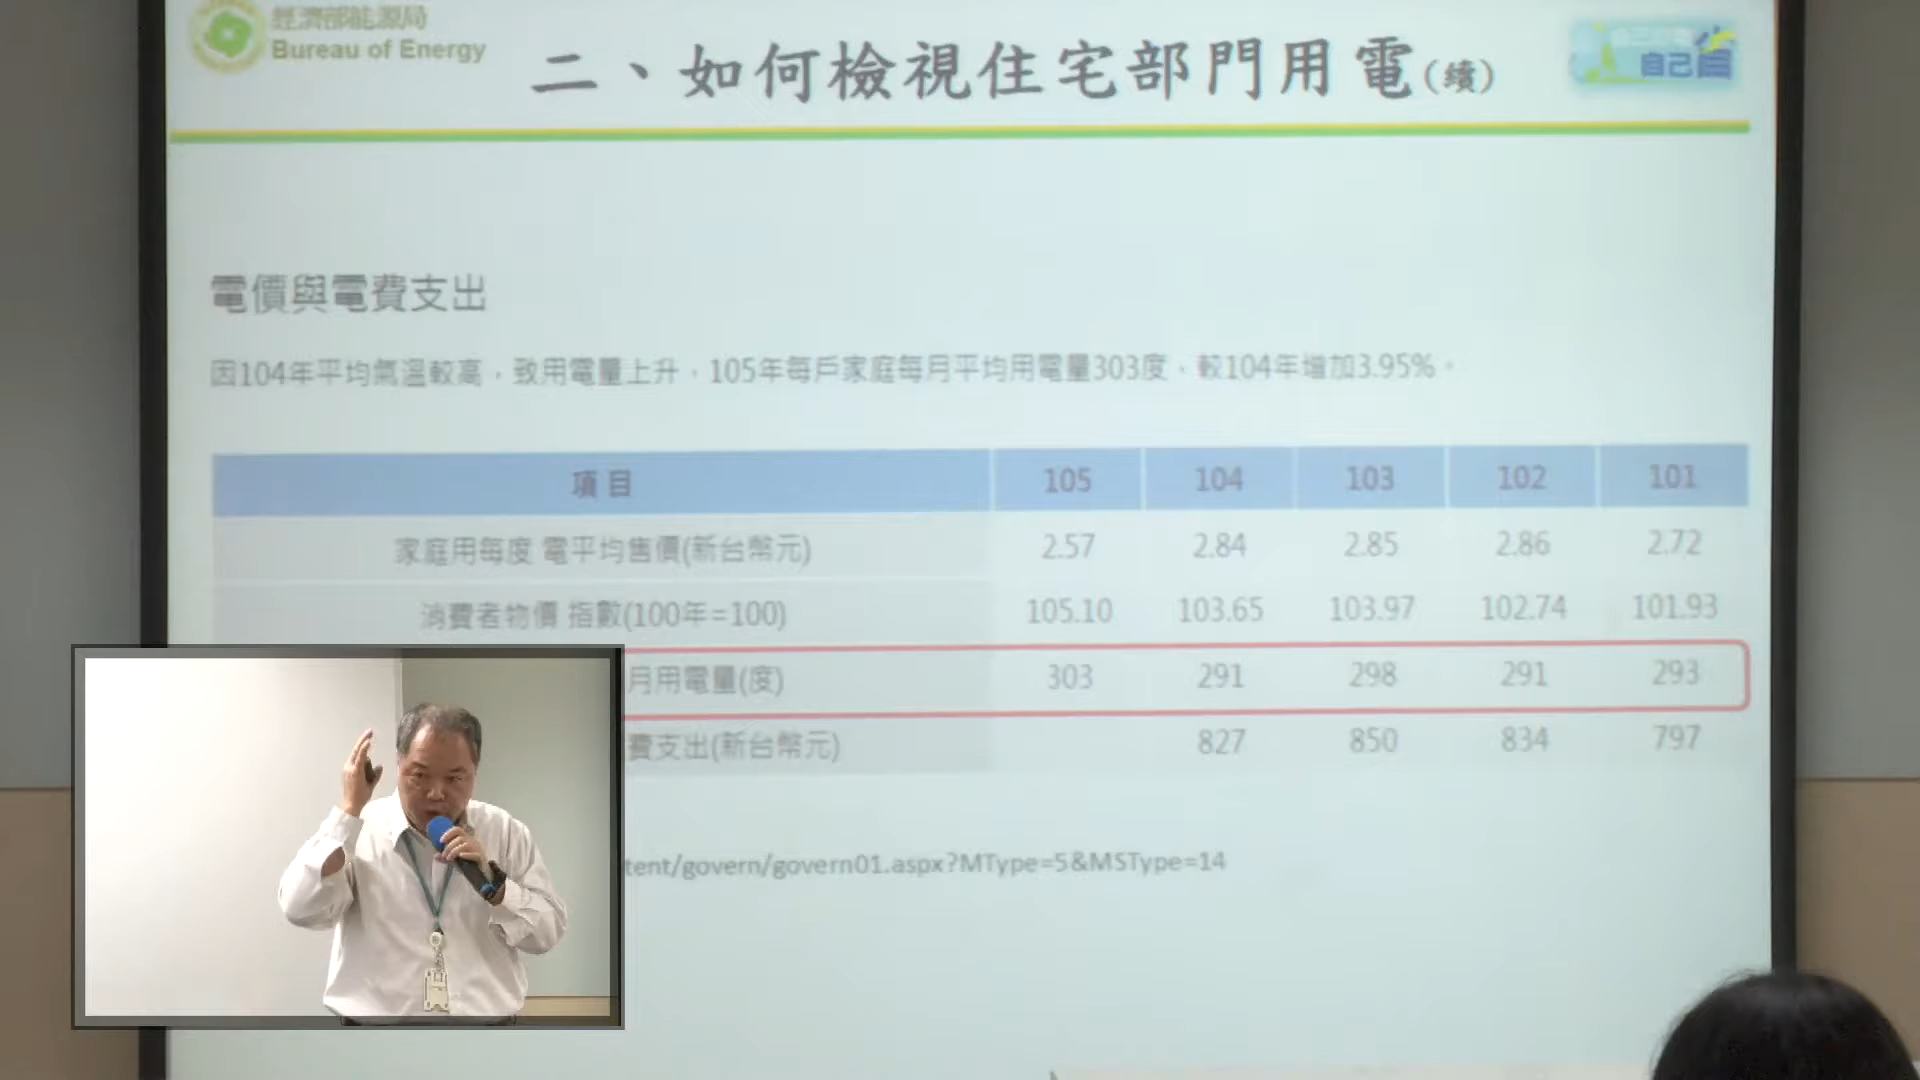 經濟部能源局
Bureau of Energy
二、如何檢視住宅部門用電(續)
自己省
電價與電費支出
因104年平均氣溫較高，致用電量上升，105年每戶家庭每月平均用電量303度、較104年增加3.95%。
項目 105 104 103 102 101
家庭用每度 電平均售價(新台幣元) 2.57 2.84 2.85 2.86 2.72
消費者物價 指數(100年=100) 105.10 103.65 103.97 102.74 101.93
月用電量(度) 303 291 298 291 293
費支出(新台幣元) 827 850 834 797
tent/govern/govern01.aspx?MType=5&MSType=14